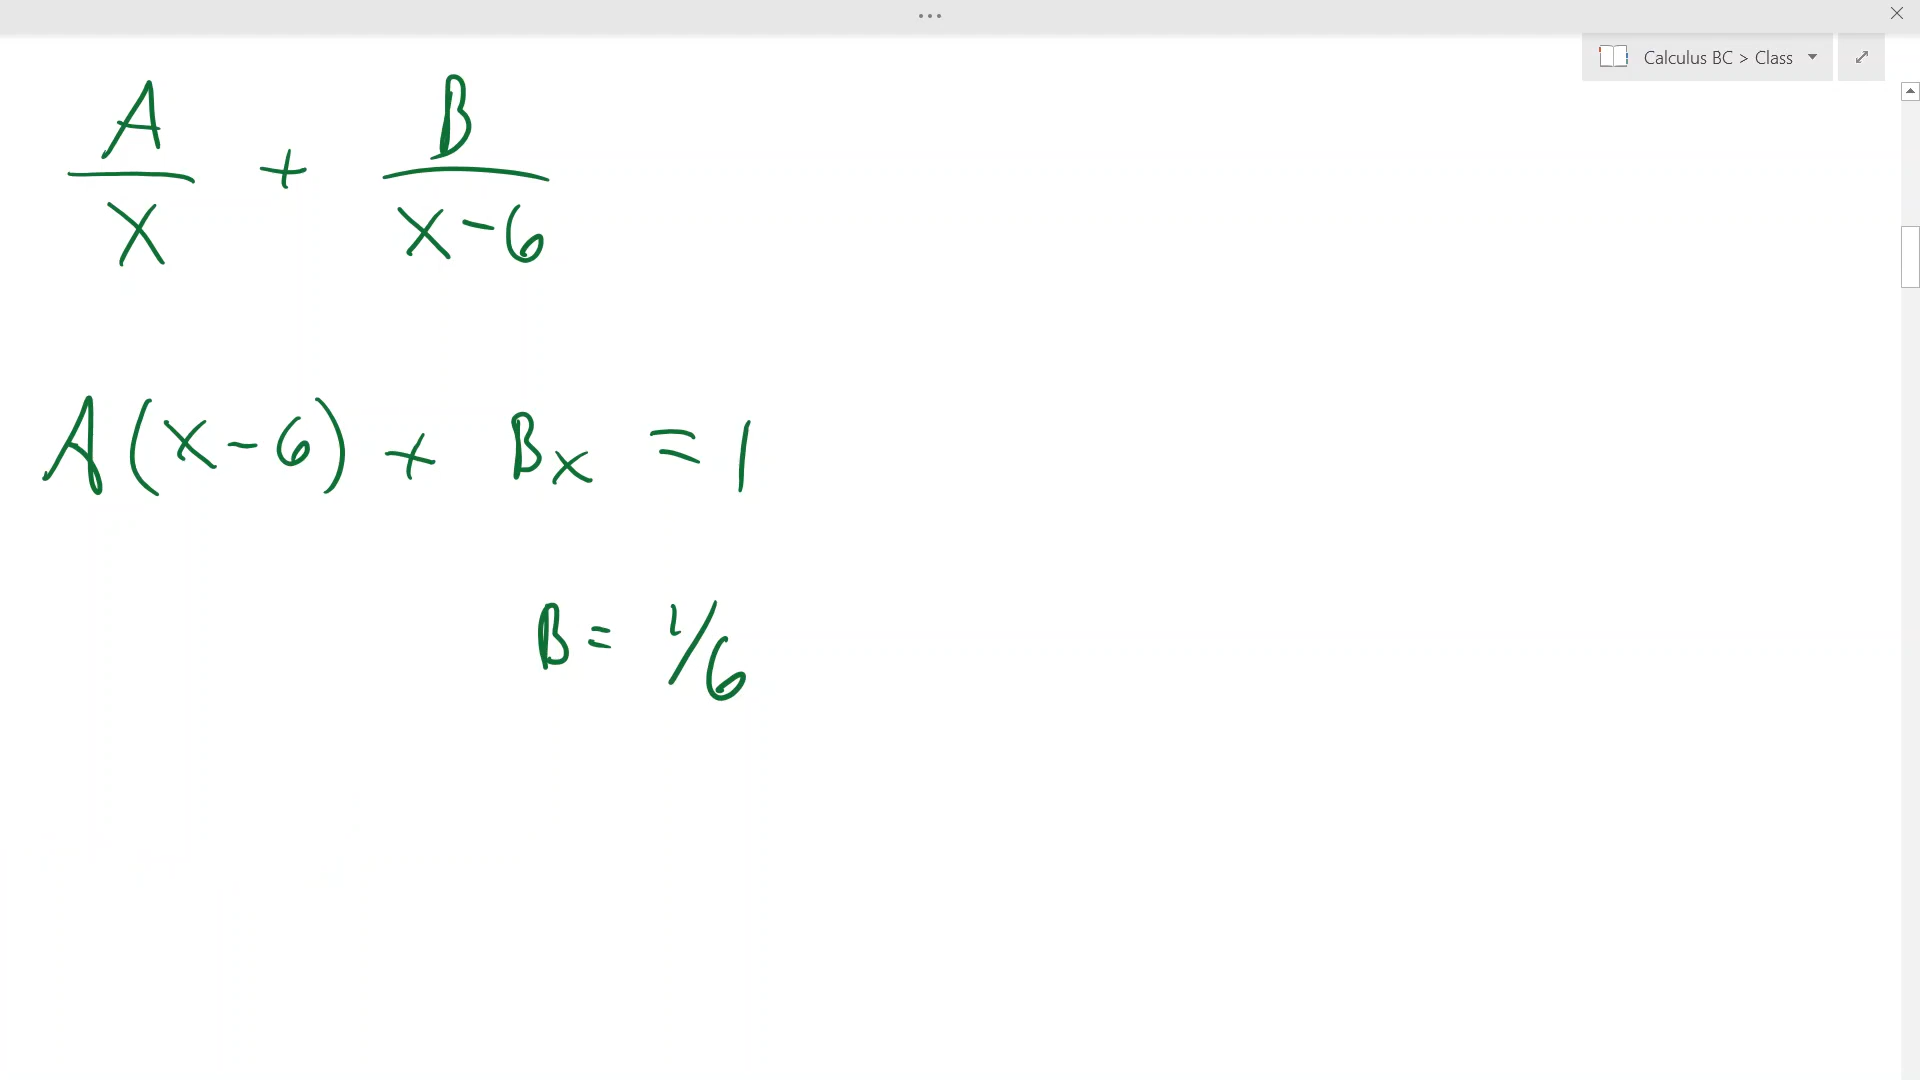 Calculus BC > Class
A/X + B/(X-6)
A(x-6) + Bx = 1
B = 1/6